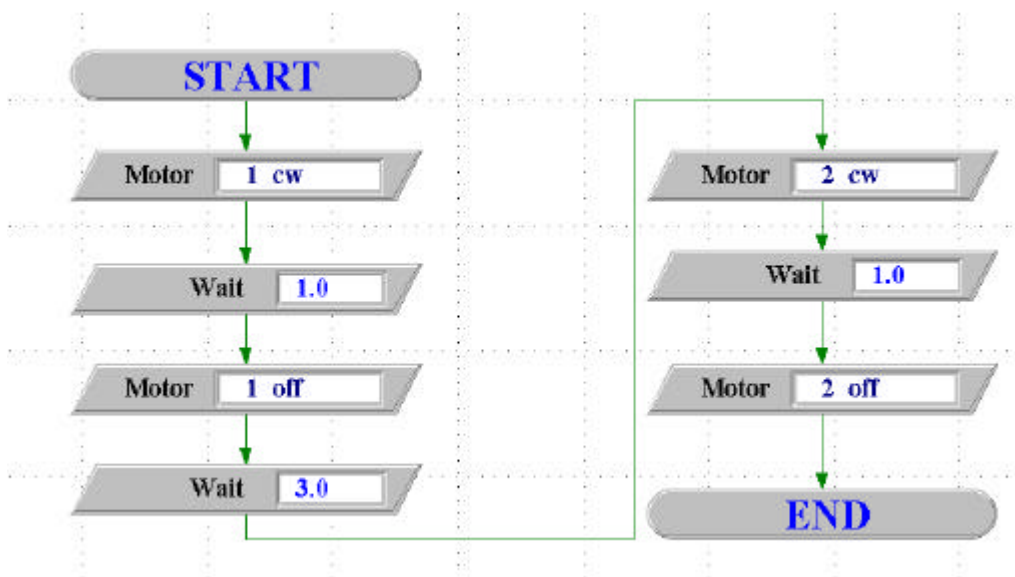 START
Motor 1 cw
Wait 1.0
Motor 1 off
Wait 3.0
Motor 2 cw
Wait 1.0
Motor 2 off
END